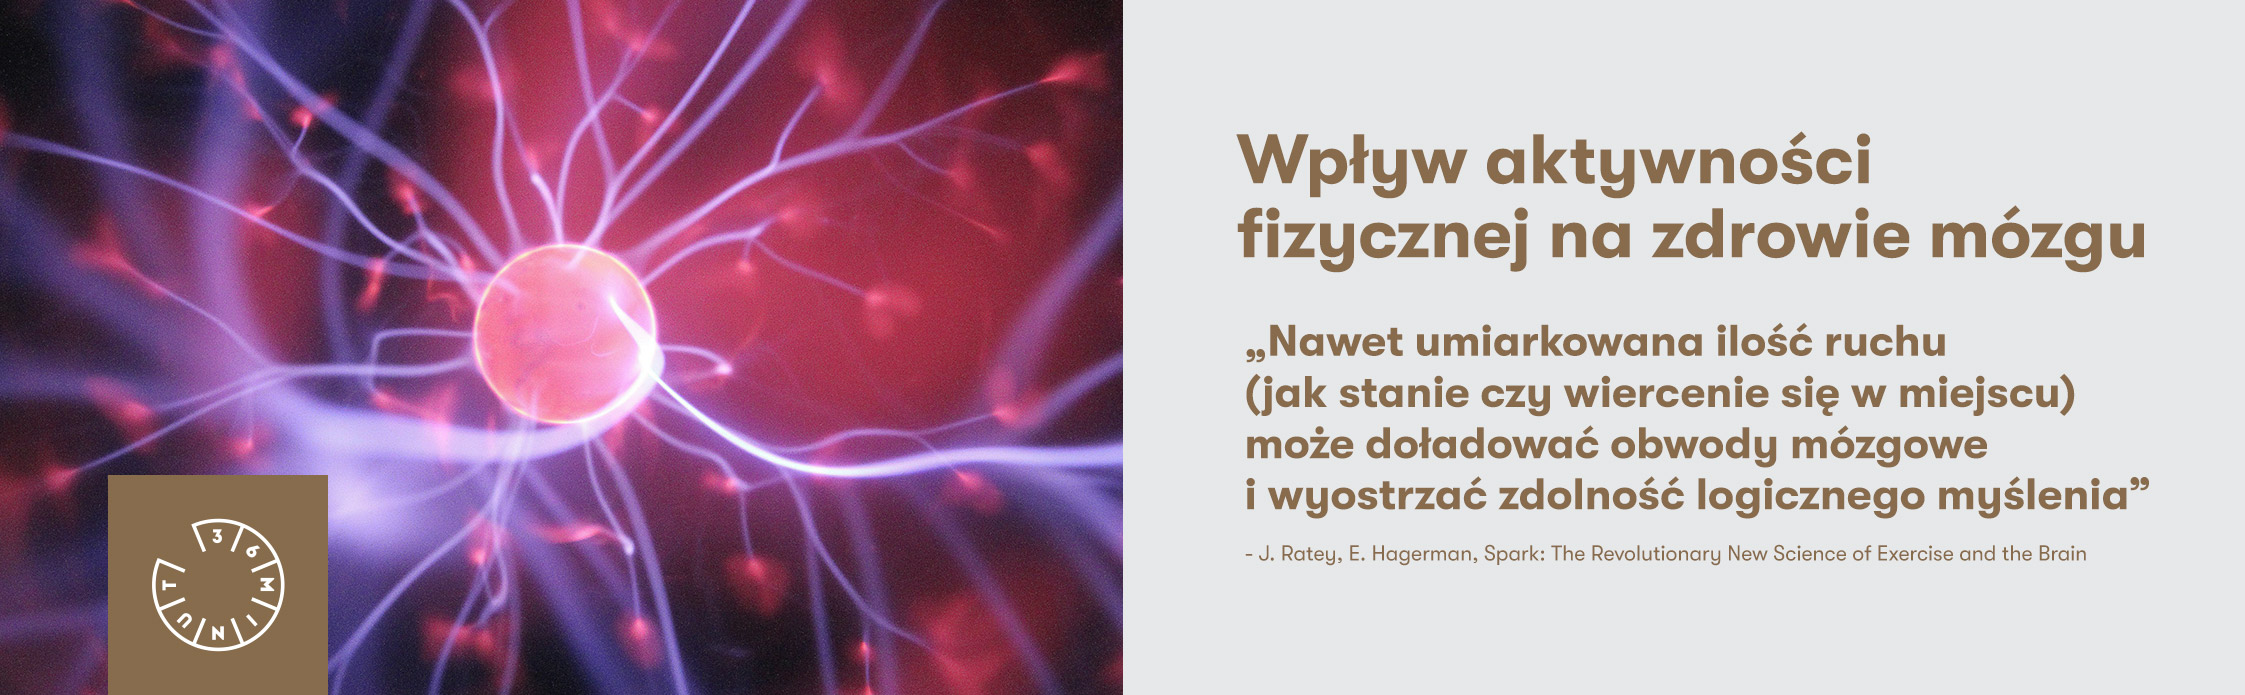 36MINUT
Wpływ aktywności
fizycznej na zdrowie mózgu
„Nawet umiarkowana ilość ruchu
(jak stanie czy wiercenie się w miejscu)
może doładować obwody mózgowe
i wyostrzać zdolność logicznego myślenia”
- J. Ratey, E. Hagerman, Spark: The Revolutionary New Science of Exercise and the Brain